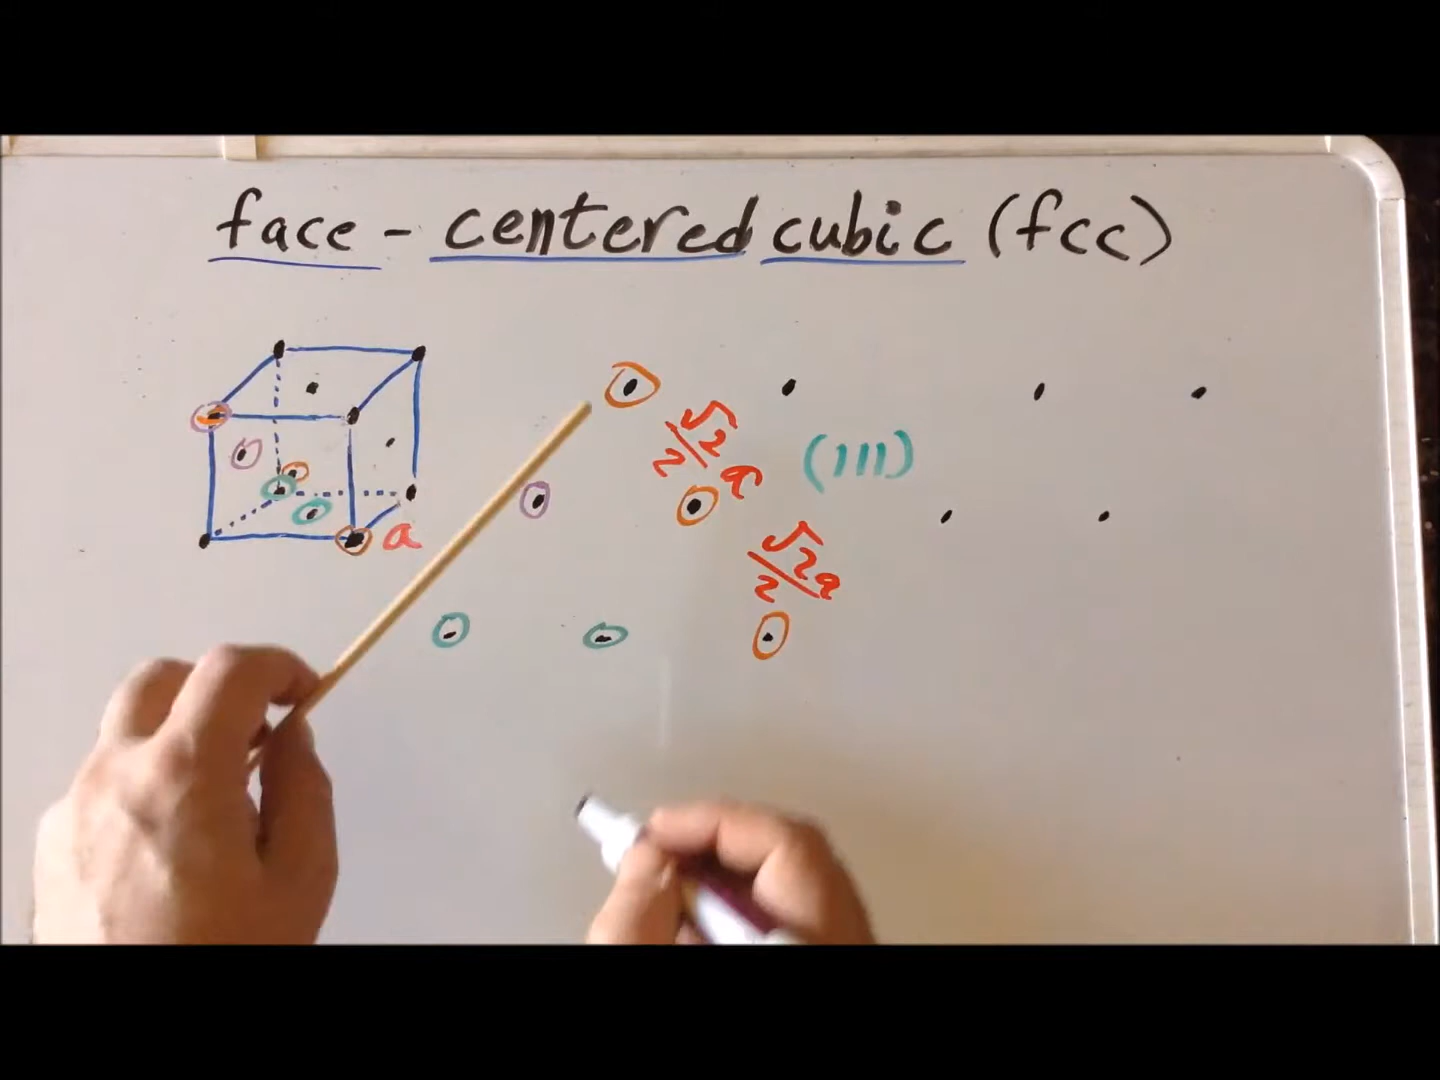 face - centered cubic (fcc)
√2/2 a
(111)
a
√2/2 a